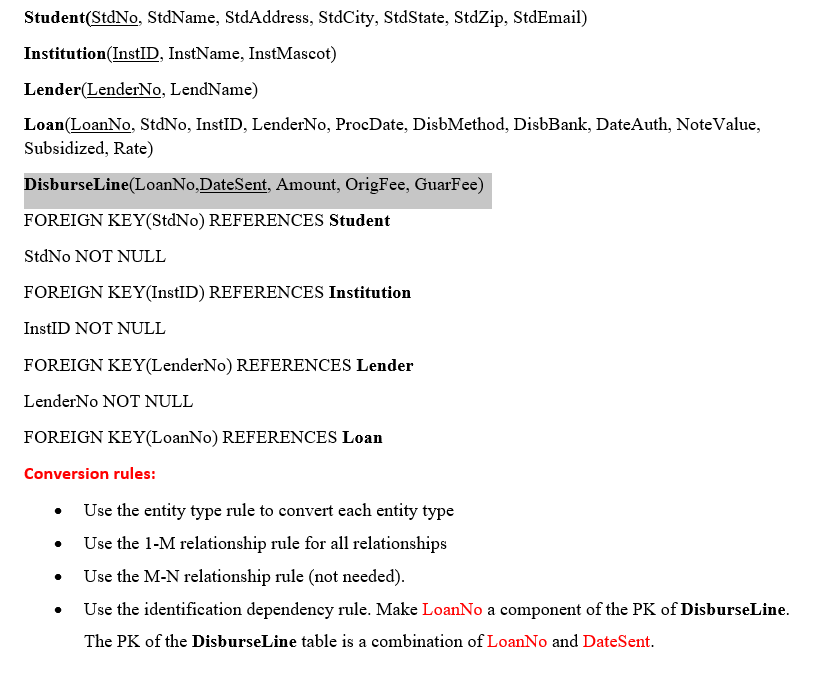 Student(StdNo, StdName, StdAddress, StdCity, StdState, StdZip, StdEmail)
Institution(InstID, InstName, InstMascot)
Lender(LenderNo, LendName)
Loan(LoanNo, StdNo, InstID, LenderNo, ProcDate, DisbMethod, DisbBank, DateAuth, NoteValue,
Subsidized, Rate)
DisburseLine(LoanNo,DateSent, Amount, OrigFee, GuarFee)
FOREIGN KEY(StdNo) REFERENCES Student
StdNo NOT NULL
FOREIGN KEY(InstID) REFERENCES Institution
InstID NOT NULL
FOREIGN KEY(LenderNo) REFERENCES Lender
LenderNo NOT NULL
FOREIGN KEY(LoanNo) REFERENCES Loan
Conversion rules:
• Use the entity type rule to convert each entity type
• Use the 1-M relationship rule for all relationships
• Use the M-N relationship rule (not needed).
• Use the identification dependency rule. Make LoanNo a component of the PK of DisburseLine.
The PK of the DisburseLine table is a combination of LoanNo and DateSent.